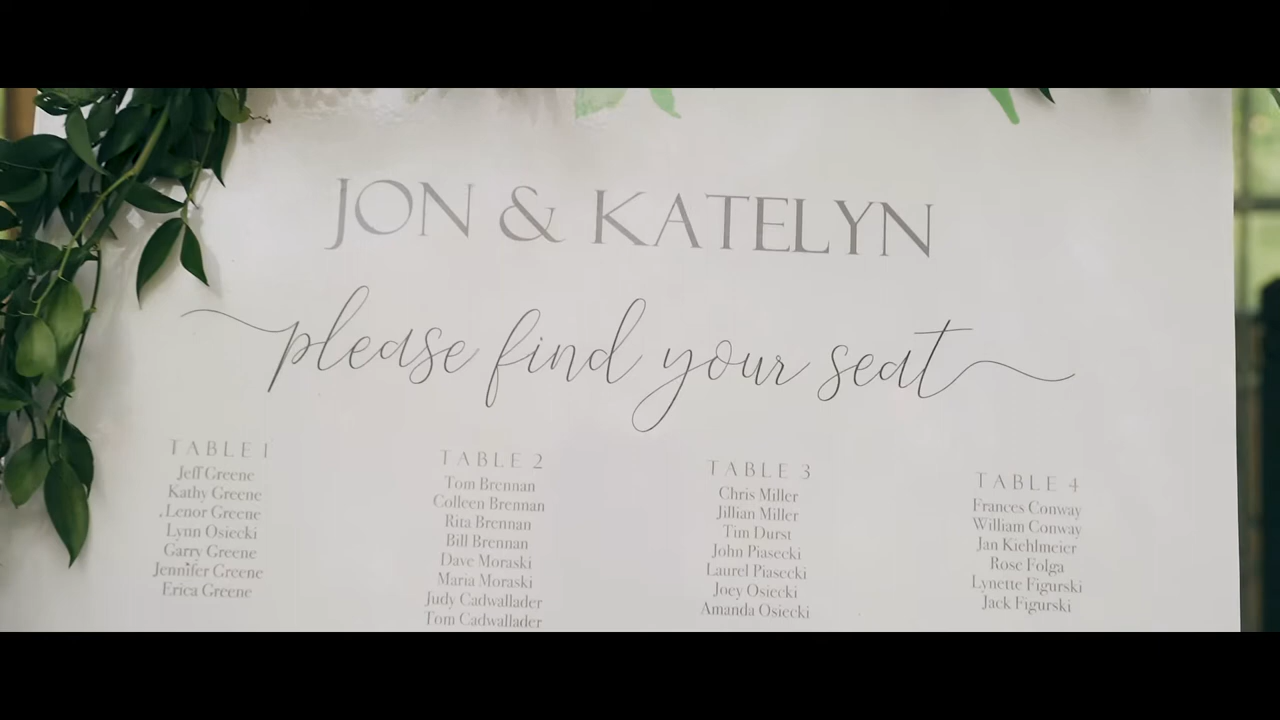 JON & KATELYN
please find your seat
TABLE 1
Jeff Greene
Kathy Greene
Lenor Greene
Lynn Osiecki
Garry Greene
Jennifer Greene
Erica Greene
TABLE 2
Tom Brennan
Colleen Brennan
Rita Brennan
Bill Brennan
Dave Moraski
Maria Moraski
Judy Cadwallader
Tom Cadwallader
TABLE 3
Chris Miller
Jillian Miller
Tim Durst
John Piasecki
Laurel Piasecki
Joey Osiecki
Amanda Osiecki
TABLE 4
Frances Conway
William Conway
Jan Kiehlmeier
Rose Folga
Lynette Figurski
Jack Figurski